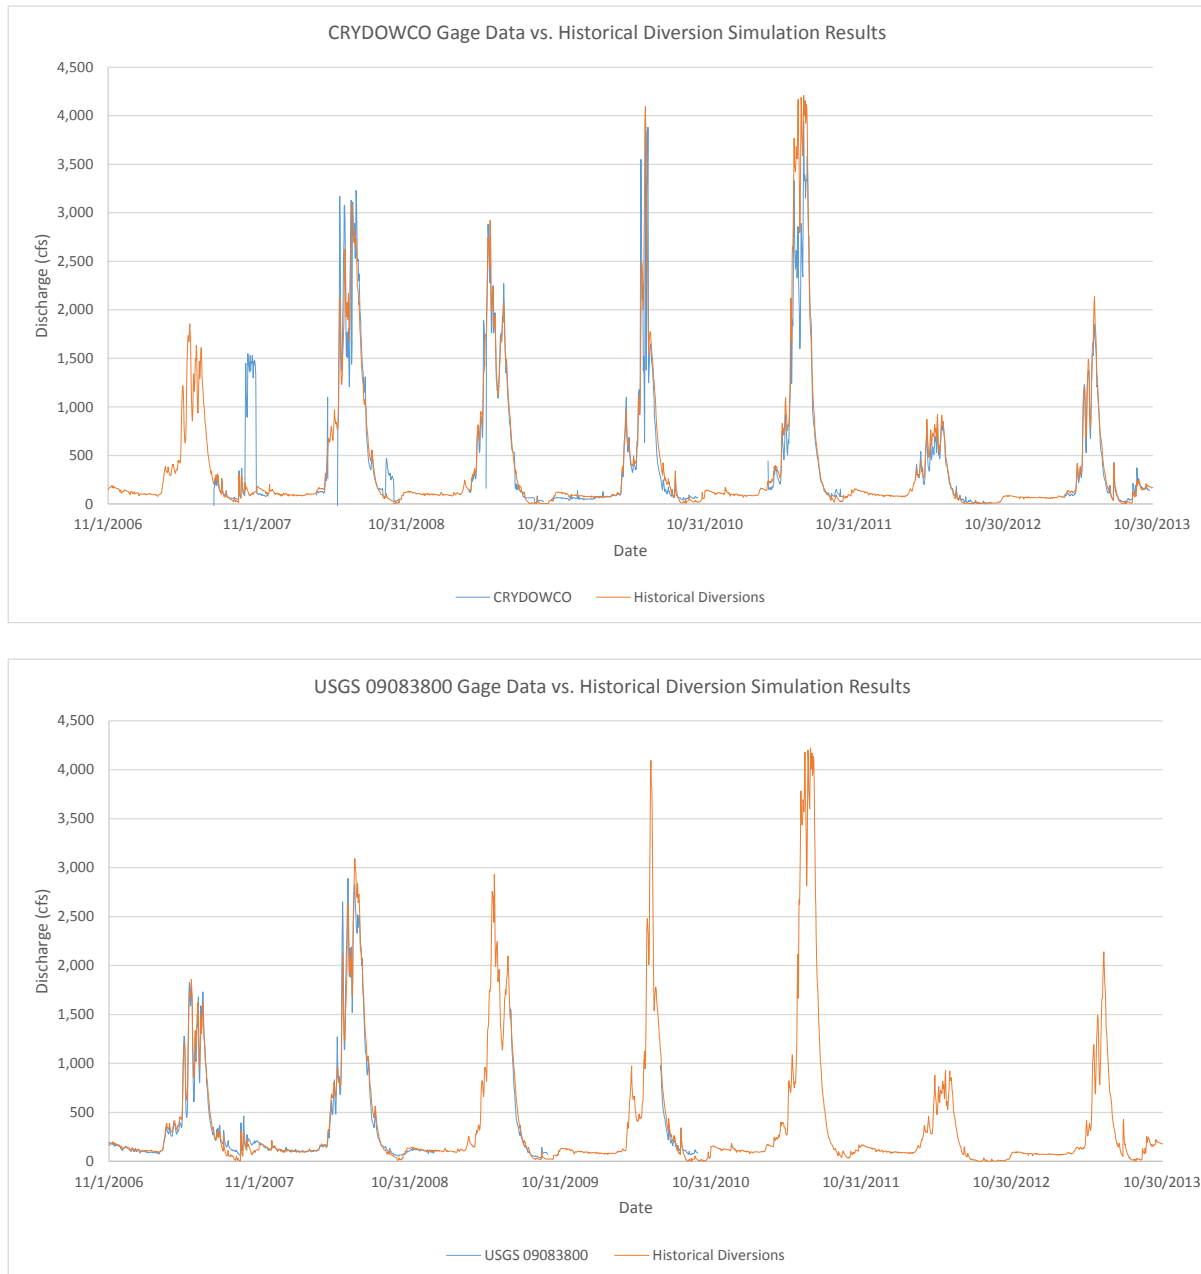 CRYDOWCO Gage Data vs. Historical Diversion Simulation Results
4,500
4,000
3,500
3,000
2,500
2,000
1,500
1,000
500
0
Discharge (cfs)
11/1/2006 11/1/2007 10/31/2008 10/31/2009 10/31/2010 10/31/2011 10/30/2012 10/30/2013
Date
CRYDOWCO Historical Diversions
USGS 09083800 Gage Data vs. Historical Diversion Simulation Results
4,500
4,000
3,500
3,000
2,500
2,000
1,500
1,000
500
0
Discharge (cfs)
11/1/2006 11/1/2007 10/31/2008 10/31/2009 10/31/2010 10/31/2011 10/30/2012 10/30/2013
Date
USGS 09083800 Historical Diversions